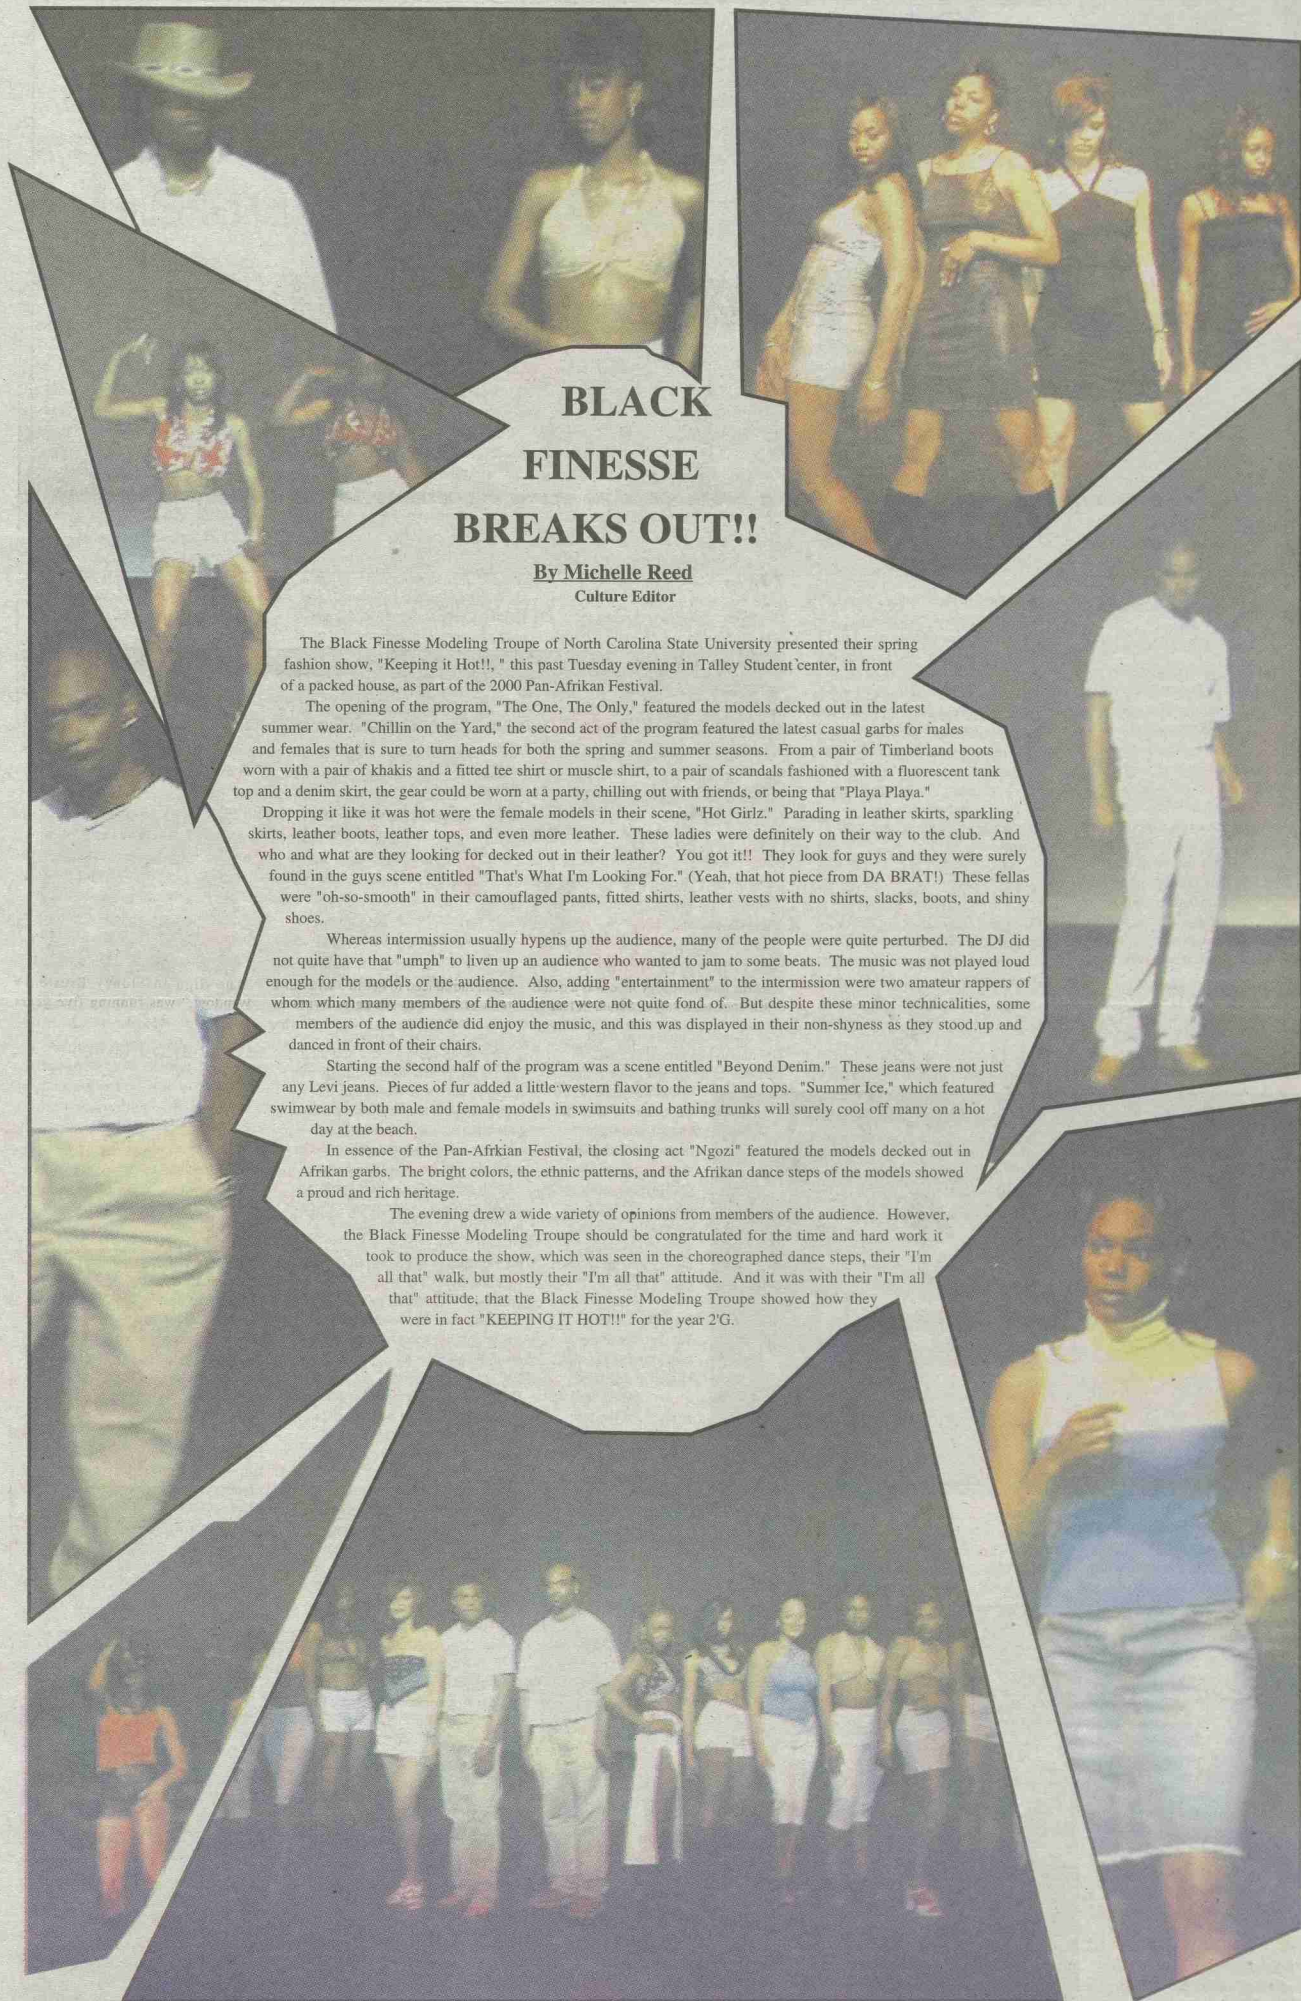 BLACK
FINESSE
BREAKS OUT!!
By Michelle Reed
Culture Editor
The Black Finesse Modeling Troupe of North Carolina State University presented their spring
fashion show, "Keeping it Hot!!, " this past Tuesday evening in Talley Student center, in front
of a packed house, as part of the 2000 Pan-Afrikan Festival.
The opening of the program, "The One, The Only," featured the models decked out in the latest
summer wear. "Chillin on the Yard," the second act of the program featured the latest casual garbs for males
and females that is sure to turn heads for both the spring and summer seasons. From a pair of Timberland boots
worn with a pair of khakis and a fitted tee shirt or muscle shirt, to a pair of scandals fashioned with a fluorescent tank
top and a denim skirt, the gear could be worn at a party, chilling out with friends, or being that "Playa Playa."
Dropping it like it was hot were the female models in their scene, "Hot Girlz." Parading in leather skirts, sparkling
skirts, leather boots, leather tops, and even more leather. These ladies were definitely on their way to the club. And
who and what are they looking for decked out in their leather? You got it!! They look for guys and they were surely
found in the guys scene entitled "That's What I'm Looking For." (Yeah, that hot piece from DA BRAT!) These fellas
were "oh-so-smooth" in their camouflaged pants, fitted shirts, leather vests with no shirts, slacks, boots, and shiny
shoes.
Whereas intermission usually hypens up the audience, many of the people were quite perturbed. The DJ did
not quite have that "umph" to liven up an audience who wanted to jam to some beats. The music was not played loud
enough for the models or the audience. Also, adding "entertainment" to the intermission were two amateur rappers of
whom which many members of the audience were not quite fond of. But despite these minor technicalities, some
members of the audience did enjoy the music, and this was displayed in their non-shyness as they stood up and
danced in front of their chairs.
Starting the second half of the program was a scene entitled "Beyond Denim." These jeans were not just
any Levi jeans. Pieces of fur added a little western flavor to the jeans and tops. "Summer Ice," which featured
swimwear by both male and female models in swimsuits and bathing trunks will surely cool off many on a hot
day at the beach.
In essence of the Pan-Afrkian Festival, the closing act "Ngozi" featured the models decked out in
Afrikan garbs. The bright colors, the ethnic patterns, and the Afrikan dance steps of the models showed
a proud and rich heritage.
The evening drew a wide variety of opinions from members of the audience. However,
the Black Finesse Modeling Troupe should be congratulated for the time and hard work it
took to produce the show, which was seen in the choreographed dance steps, their "I'm
all that" walk, but mostly their "I'm all that" attitude. And it was with their "I'm all
that" attitude, that the Black Finesse Modeling Troupe showed how they
were in fact "KEEPING IT HOT!!" for the year 2'G.